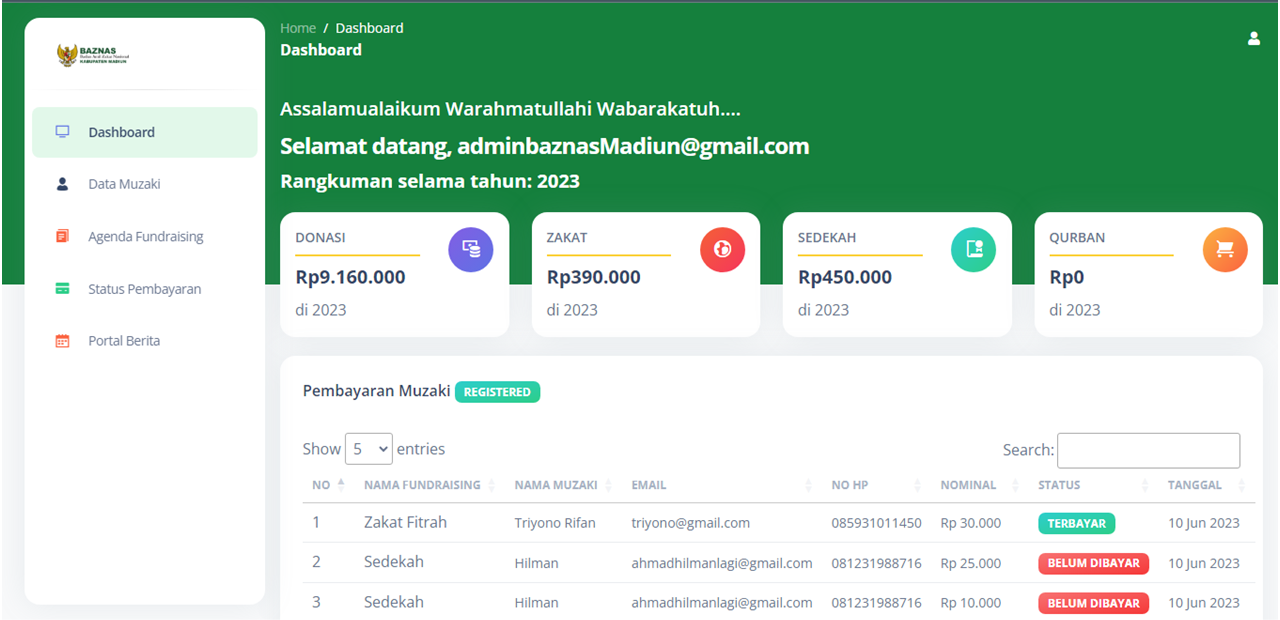 BAZNAS
Badan Amil Zakat Nasional
KABUPATEN MADIUN
Dashboard
Data Muzaki
Agenda Fundraising
Status Pembayaran
Portal Berita
Home / Dashboard
Dashboard
Assalamualaikum Warahmatullahi Wabarakatuh....
Selamat datang, adminbaznasMadiun@gmail.com
Rangkuman selama tahun: 2023
DONASI
Rp9.160.000
di 2023
ZAKAT
Rp390.000
di 2023
SEDEKAH
Rp450.000
di 2023
QURBAN
Rp0
di 2023
Pembayaran Muzaki REGISTERED
Show 5 entries
Search:
NO NAMA FUNDRAISING NAMA MUZAKI EMAIL NO HP NOMINAL STATUS TANGGAL
1 Zakat Fitrah Triyono Rifan triyono@gmail.com 085931011450 Rp 30.000 TERBAYAR 10 Jun 2023
2 Sedekah Hilman ahmadhilmanlagi@gmail.com 081231988716 Rp 25.000 BELUM DIBAYAR 10 Jun 2023
3 Sedekah Hilman ahmadhilmanlagi@gmail.com 081231988716 Rp 10.000 BELUM DIBAYAR 10 Jun 2023